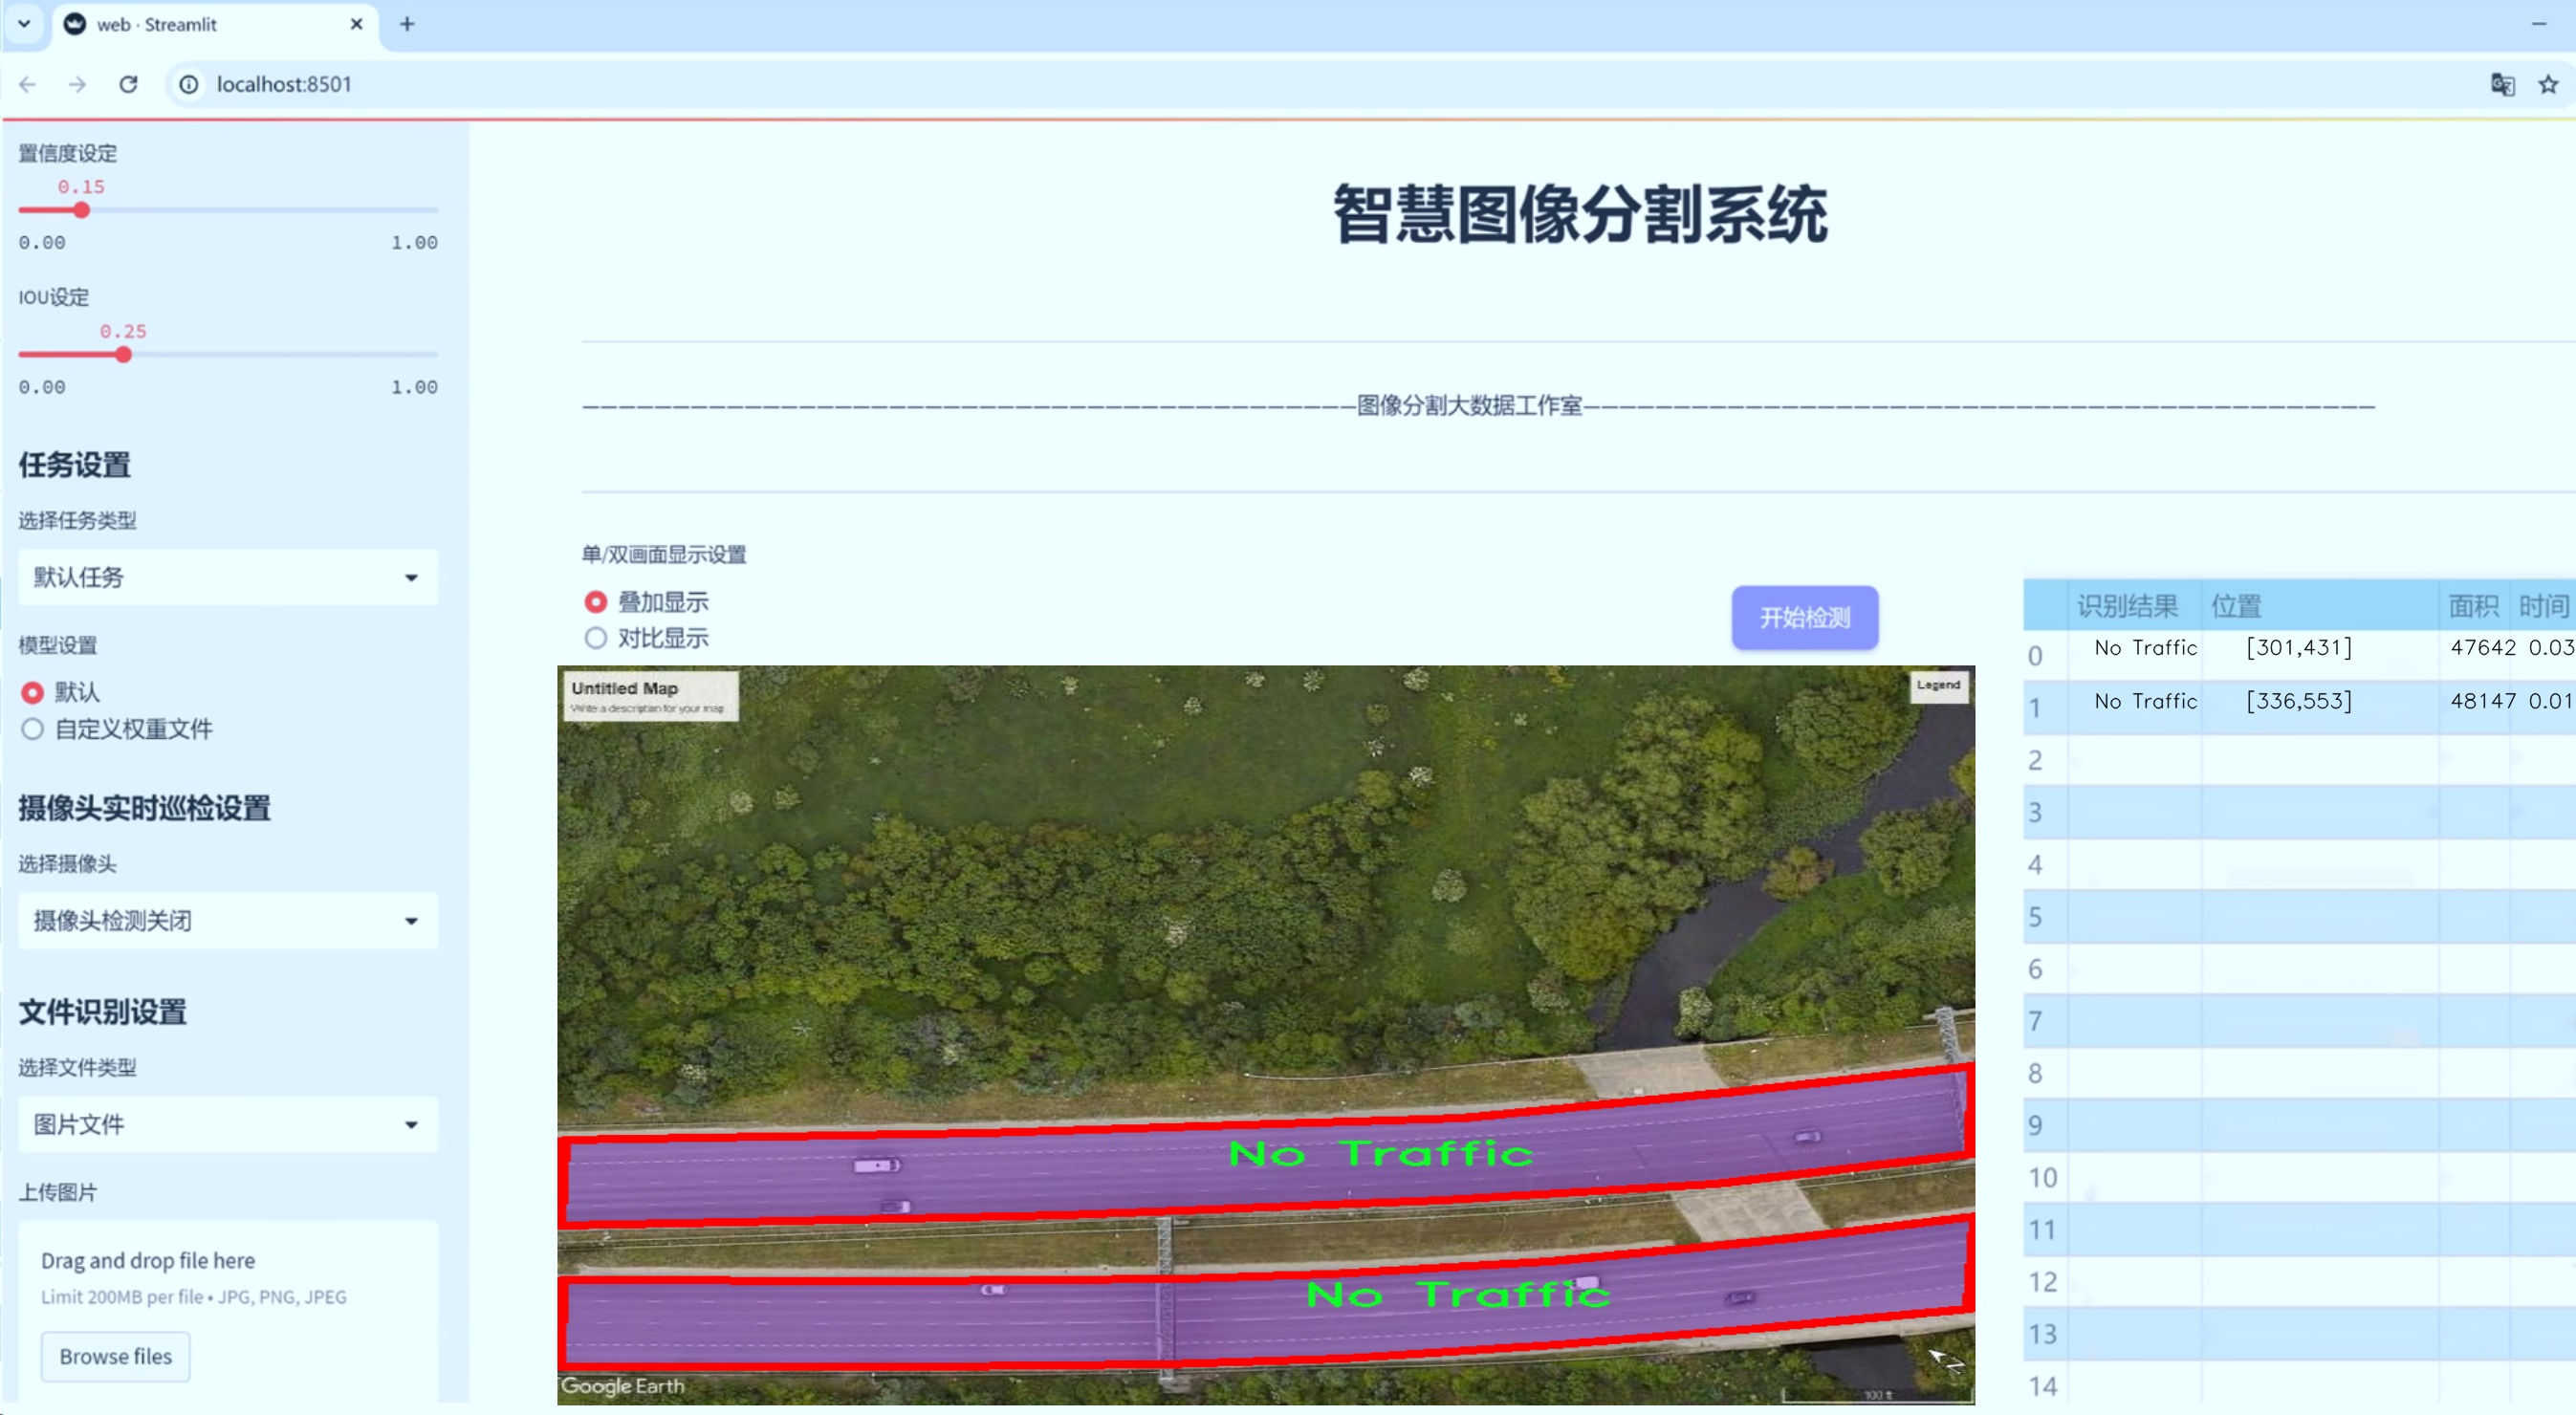 web · Streamlit
localhost:8501
置信度设定
0.15
0.00 1.00
IOU设定
0.25
0.00 1.00
任务设置
选择任务类型
默认任务
模型设置
默认
自定义权重文件
摄像头实时巡检设置
选择摄像头
摄像头检测关闭
文件识别设置
选择文件类型
图片文件
上传图片
Drag and drop file here
Limit 200MB per file • JPG, PNG, JPEG
Browse files
智慧图像分割系统
图像分割大数据工作室
单/双画面显示设置
叠加显示
对比显示
开始检测
Untitled Map
Write a description for your map
Legend
No Traffic
No Traffic
Google Earth
N
100 ft
识别结果 位置 面积 时间
0 No Traffic [301,431] 47642 0.03
1 No Traffic [336,553] 48147 0.01
2
3
4
5
6
7
8
9
10
11
12
13
14